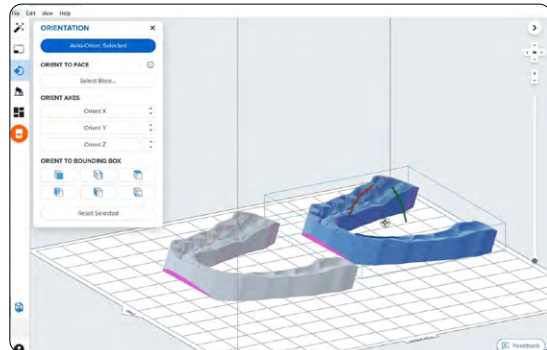 File Edit View Help
ORIENTATION
Auto-Orient Selected
ORIENT TO FACE
Select Base...
ORIENT AXES
Orient X
Orient Y
Orient Z
ORIENT TO BOUNDING BOX
Reset Selected
Feedback